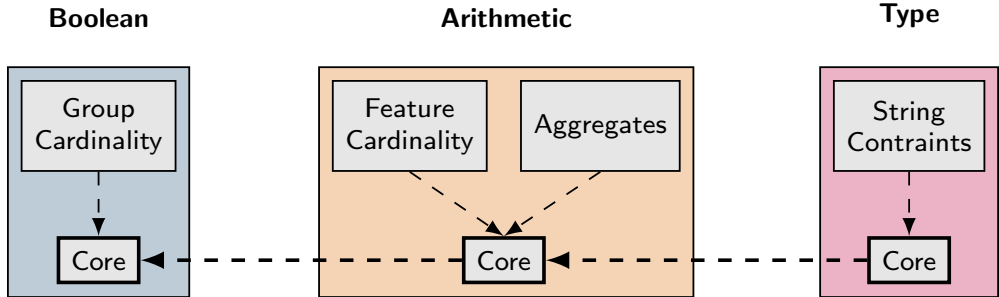 Boolean
Arithmetic
Type
Group
Cardinality
Feature
Cardinality
Aggregates
String
Contraints
Core
Core
Core